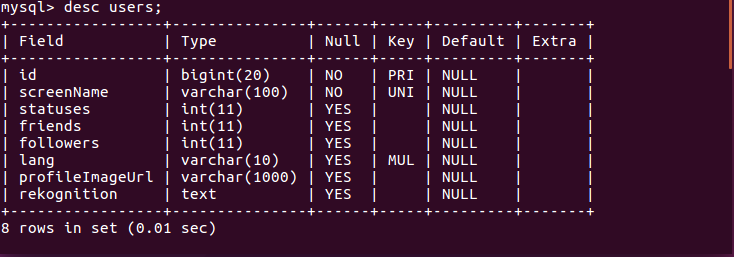 mysql> desc users;
+-----------------+---------------+------+-----+---------+-------+
| Field           | Type          | Null | Key | Default | Extra |
+-----------------+---------------+------+-----+---------+-------+
| id              | bigint(20)    | NO   | PRI | NULL    |       |
| screenName      | varchar(100)  | NO   | UNI | NULL    |       |
| statuses        | int(11)       | YES  |     | NULL    |       |
| friends         | int(11)       | YES  |     | NULL    |       |
| followers       | int(11)       | YES  |     | NULL    |       |
| lang            | varchar(10)   | YES  | MUL | NULL    |       |
| profileImageUrl | varchar(1000) | YES  |     | NULL    |       |
| rekognition     | text          | YES  |     | NULL    |       |
+-----------------+---------------+------+-----+---------+-------+
8 rows in set (0.01 sec)